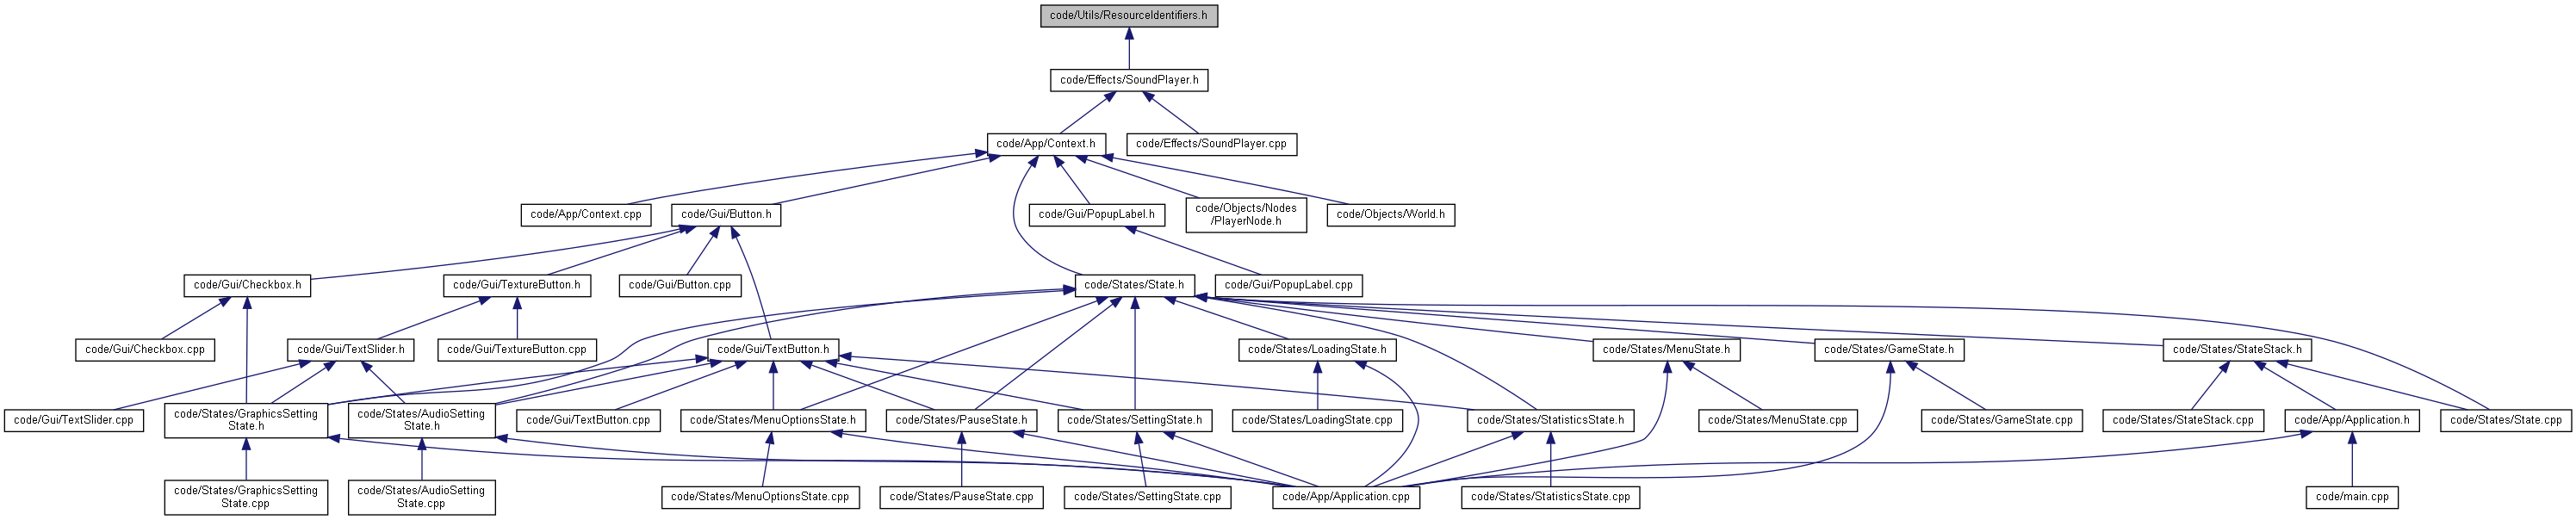 code/Utils/ResourceIdentifiers.h
code/Effects/SoundPlayer.h
code/App/Context.h
code/Effects/SoundPlayer.cpp
code/App/Context.cpp
code/Gui/Button.h
code/Gui/PopupLabel.h
code/Objects/Nodes
/PlayerNode.h
code/Objects/World.h
code/Gui/Checkbox.h
code/Gui/TextureButton.h
code/Gui/Button.cpp
code/States/State.h
code/Gui/PopupLabel.cpp
code/Gui/Checkbox.cpp
code/Gui/TextSlider.h
code/Gui/TextureButton.cpp
code/Gui/TextButton.h
code/States/LoadingState.h
code/States/MenuState.h
code/States/GameState.h
code/States/StateStack.h
code/Gui/TextSlider.cpp
code/States/GraphicsSetting
State.h
code/States/AudioSetting
State.h
code/Gui/TextButton.cpp
code/States/MenuOptionsState.h
code/States/PauseState.h
code/States/SettingState.h
code/States/LoadingState.cpp
code/States/StatisticsState.h
code/States/MenuState.cpp
code/States/GameState.cpp
code/States/StateStack.cpp
code/App/Application.h
code/States/State.cpp
code/States/GraphicsSetting
State.cpp
code/States/AudioSetting
State.cpp
code/States/MenuOptionsState.cpp
code/States/PauseState.cpp
code/States/SettingState.cpp
code/App/Application.cpp
code/States/StatisticsState.cpp
code/main.cpp